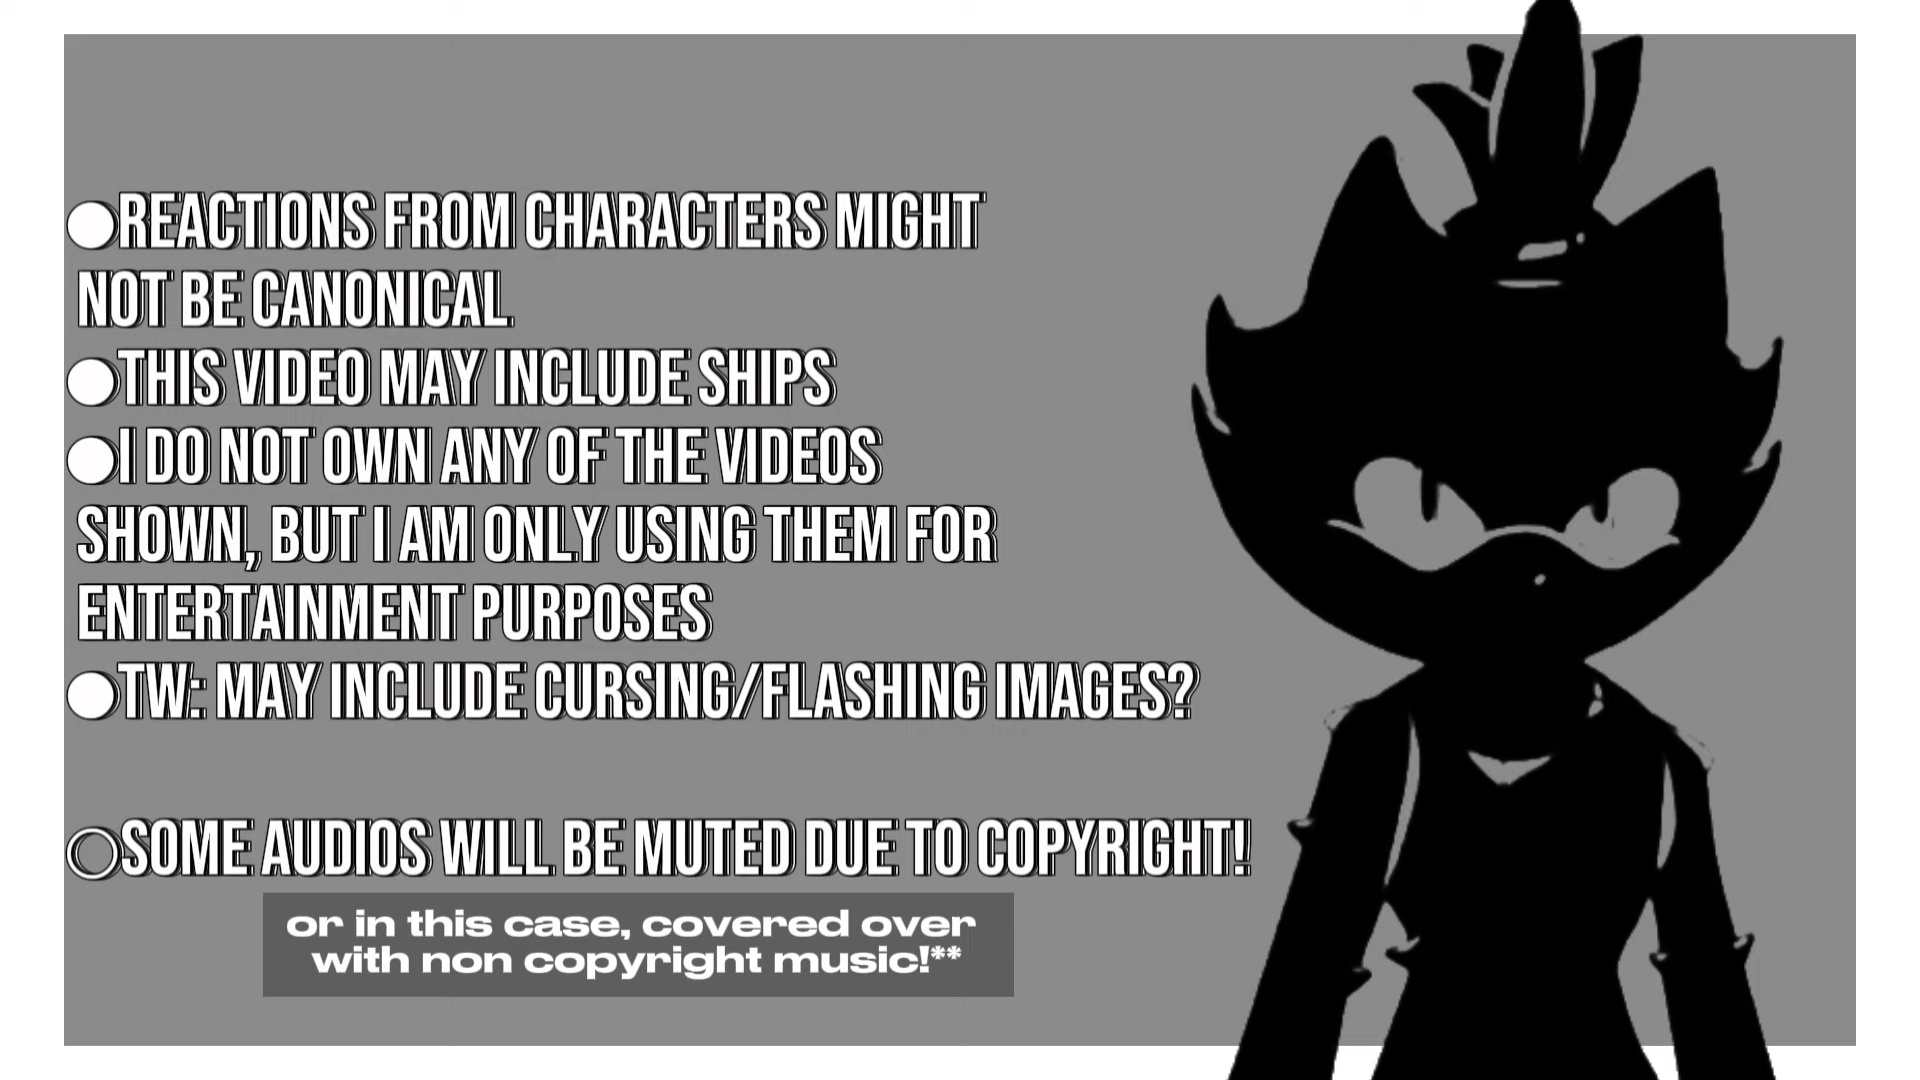 ●REACTIONS FROM CHARACTERS MIGHT
NOT BE CANONICAL
●THIS VIDEO MAY INCLUDE SHIPS
●I DO NOT OWN ANY OF THE VIDEOS
SHOWN, BUT I AM ONLY USING THEM FOR
ENTERTAINMENT PURPOSES
●TW: MAY INCLUDE CURSING/FLASHING IMAGES?
○SOME AUDIOS WILL BE MUTED DUE TO COPYRIGHT!
or in this case, covered over
with non copyright music!**